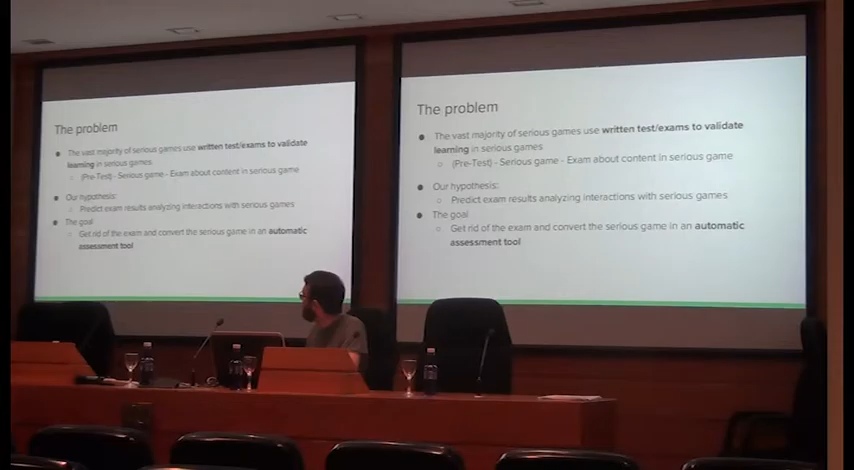 The problem
● The vast majority of serious games use written test/exams to validate
learning in serious games.
○ (Pre-Test) - Serious game - Exam about content in serious game
● Our hypothesis:
○ Predict exam results analyzing interactions with serious games
● The goal
○ Get rid of the exam and convert the serious game in an automatic
assessment tool
The problem
● The vast majority of serious games use written test/exams to validate
learning in serious games
○ (Pre-Test) - Serious game - Exam about content in serious game
● Our hypothesis:
○ Predict exam results analyzing interactions with serious games
● The goal
○ Get rid of the exam and convert the serious game in an automatic
assessment tool